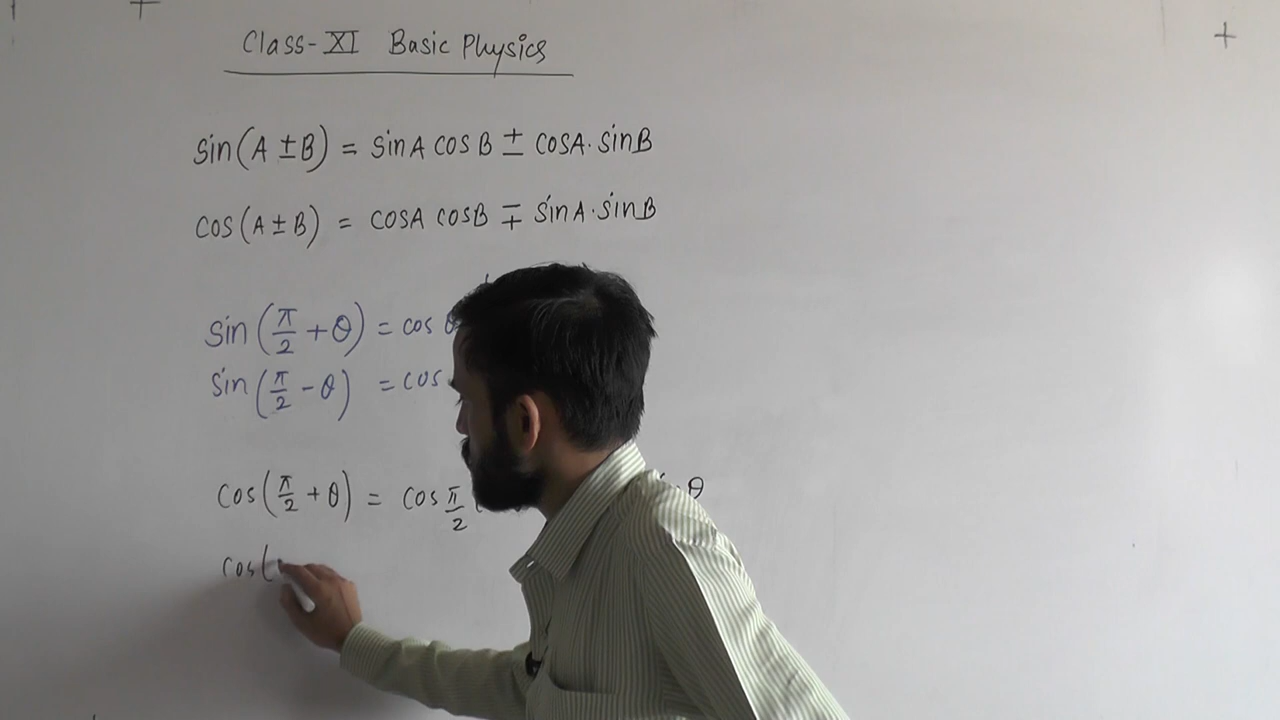 Class-XI Basic Physics
sin(A ± B) = sinA cosB ± cosA·sinB
cos(A ± B) = cosA cosB ∓ sinA·sinB
sin(π/2 + θ) = cos θ
sin(π/2 - θ) = cos
cos(π/2 + θ) = cos π/2 θ
cos(